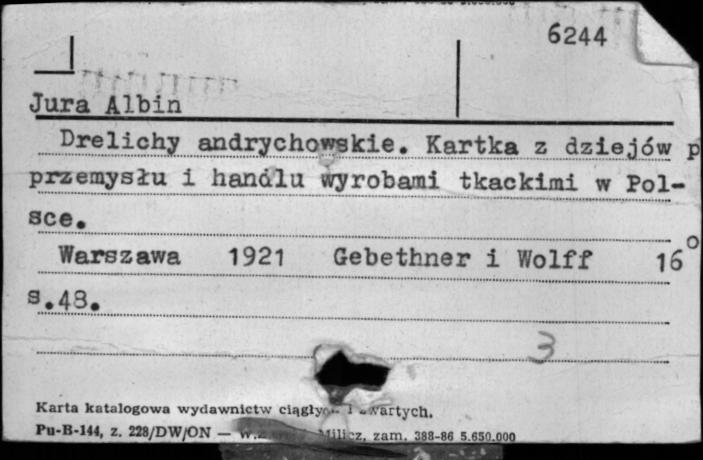 6244
Jura Albin
Drelichy andrychowskie. Kartka z dziejów p
przemysłu i handlu wyrobami tkackimi w Pol-
sce.
Warszawa 1921 Gebethner i Wolff 16°
s.48.
3
Karta katalogowa wydawnictw
Pu-B-144, z. 228/DW/ON — Milicz, zam. 388-86 5.650.000